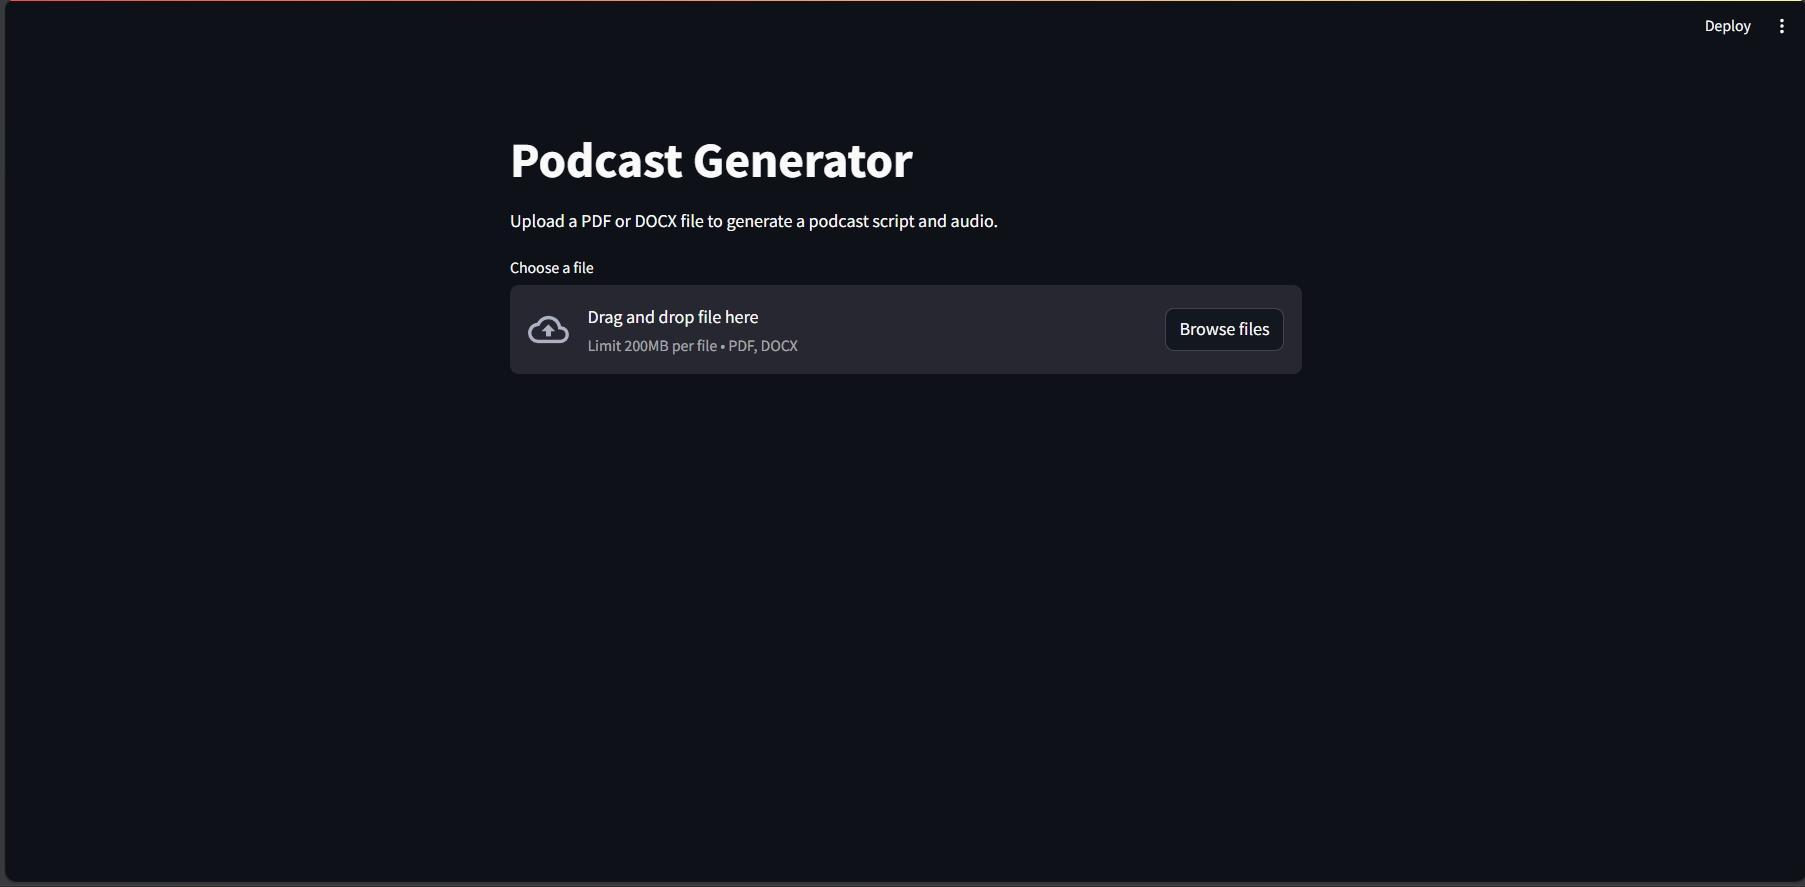 Deploy
Podcast Generator
Upload a PDF or DOCX file to generate a podcast script and audio.
Choose a file
Drag and drop file here
Limit 200MB per file • PDF, DOCX
Browse files